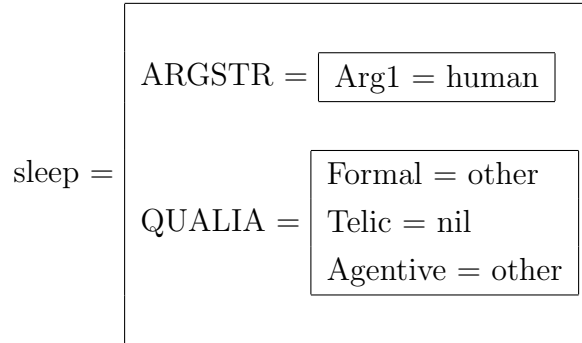 ARGSTR = Arg1 = human
sleep =
QUALIA = Formal = other
Telic = nil
Agentive = other